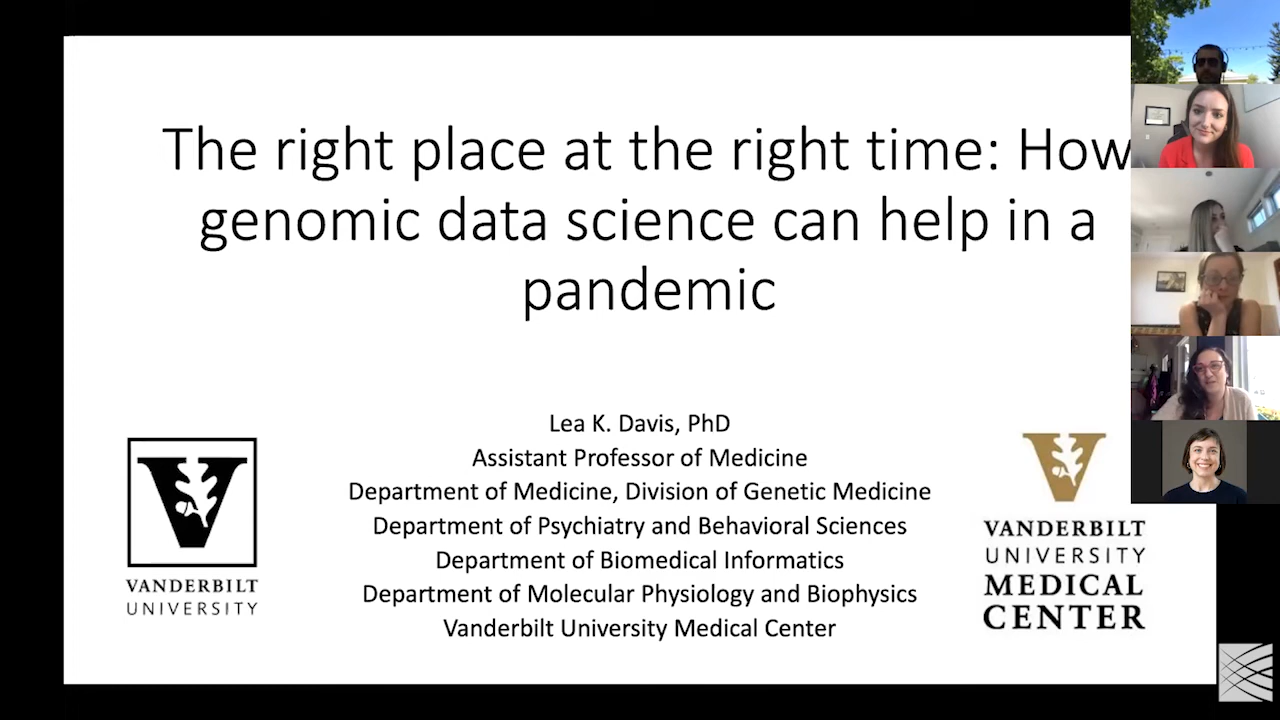 The right place at the right time: How
genomic data science can help in a
pandemic
Lea K. Davis, PhD
Assistant Professor of Medicine
Department of Medicine, Division of Genetic Medicine
Department of Psychiatry and Behavioral Sciences
Department of Biomedical Informatics
Department of Molecular Physiology and Biophysics
Vanderbilt University Medical Center
V
VANDERBILT
UNIVERSITY
V
VANDERBILT
UNIVERSITY
MEDICAL
CENTER